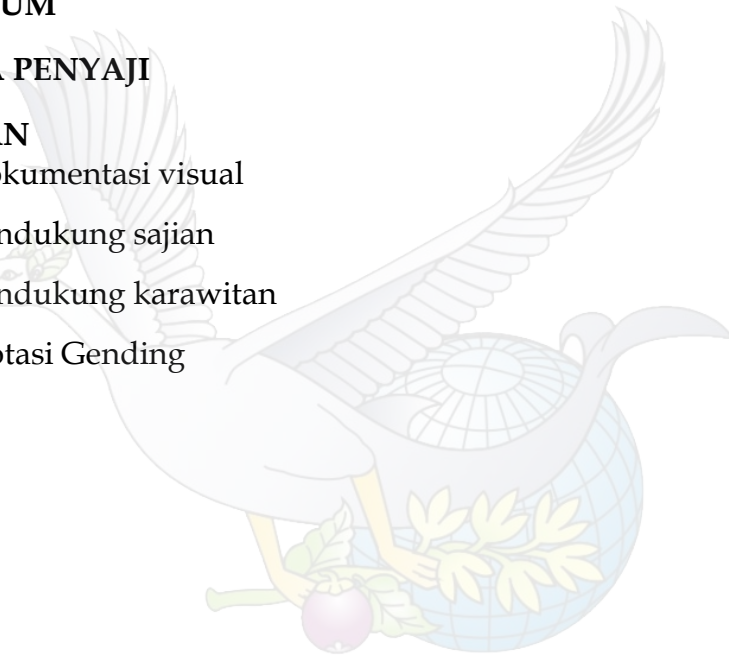 UM
A PENYAJI
AN
okumentasi visual
ndukung sajian
ndukung karawitan
otasi Gending